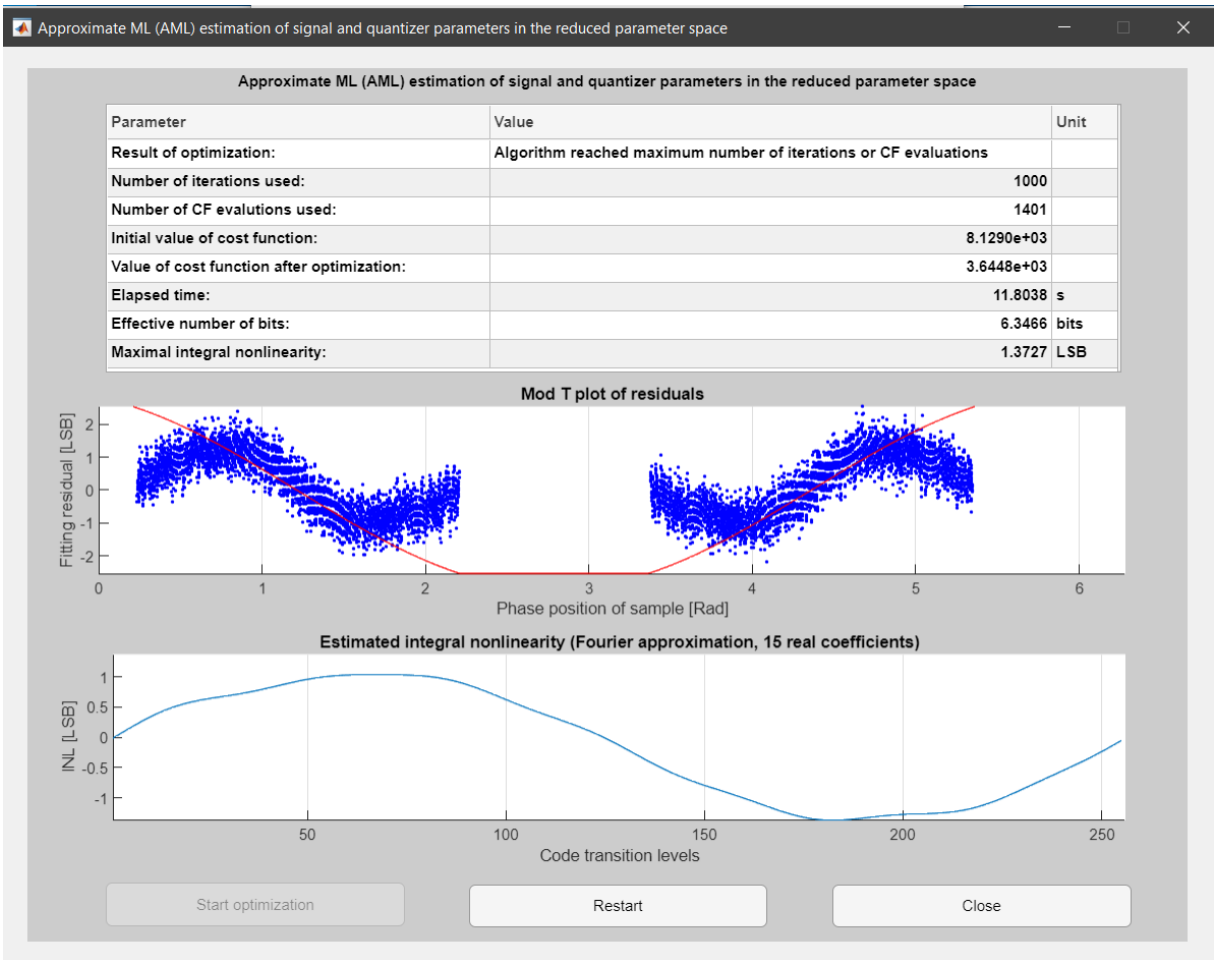 Approximate ML (AML) estimation of signal and quantizer parameters in the reduced parameter space
Approximate ML (AML) estimation of signal and quantizer parameters in the reduced parameter space
Parameter Value Unit
Result of optimization: Algorithm reached maximum number of iterations or CF evaluations
Number of iterations used: 1000
Number of CF evalutions used: 1401
Initial value of cost function: 8.1290e+03
Value of cost function after optimization: 3.6448e+03
Elapsed time: 11.8038 s
Effective number of bits: 6.3466 bits
Maximal integral nonlinearity: 1.3727 LSB
Mod T plot of residuals
Fitting residual [LSB]
2
1
0
-1
-2
0 1 2 3 4 5 6
Phase position of sample [Rad]
Estimated integral nonlinearity (Fourier approximation, 15 real coefficients)
INL [LSB]
1
0.5
0
-0.5
-1
50 100 150 200 250
Code transition levels
Start optimization Restart Close